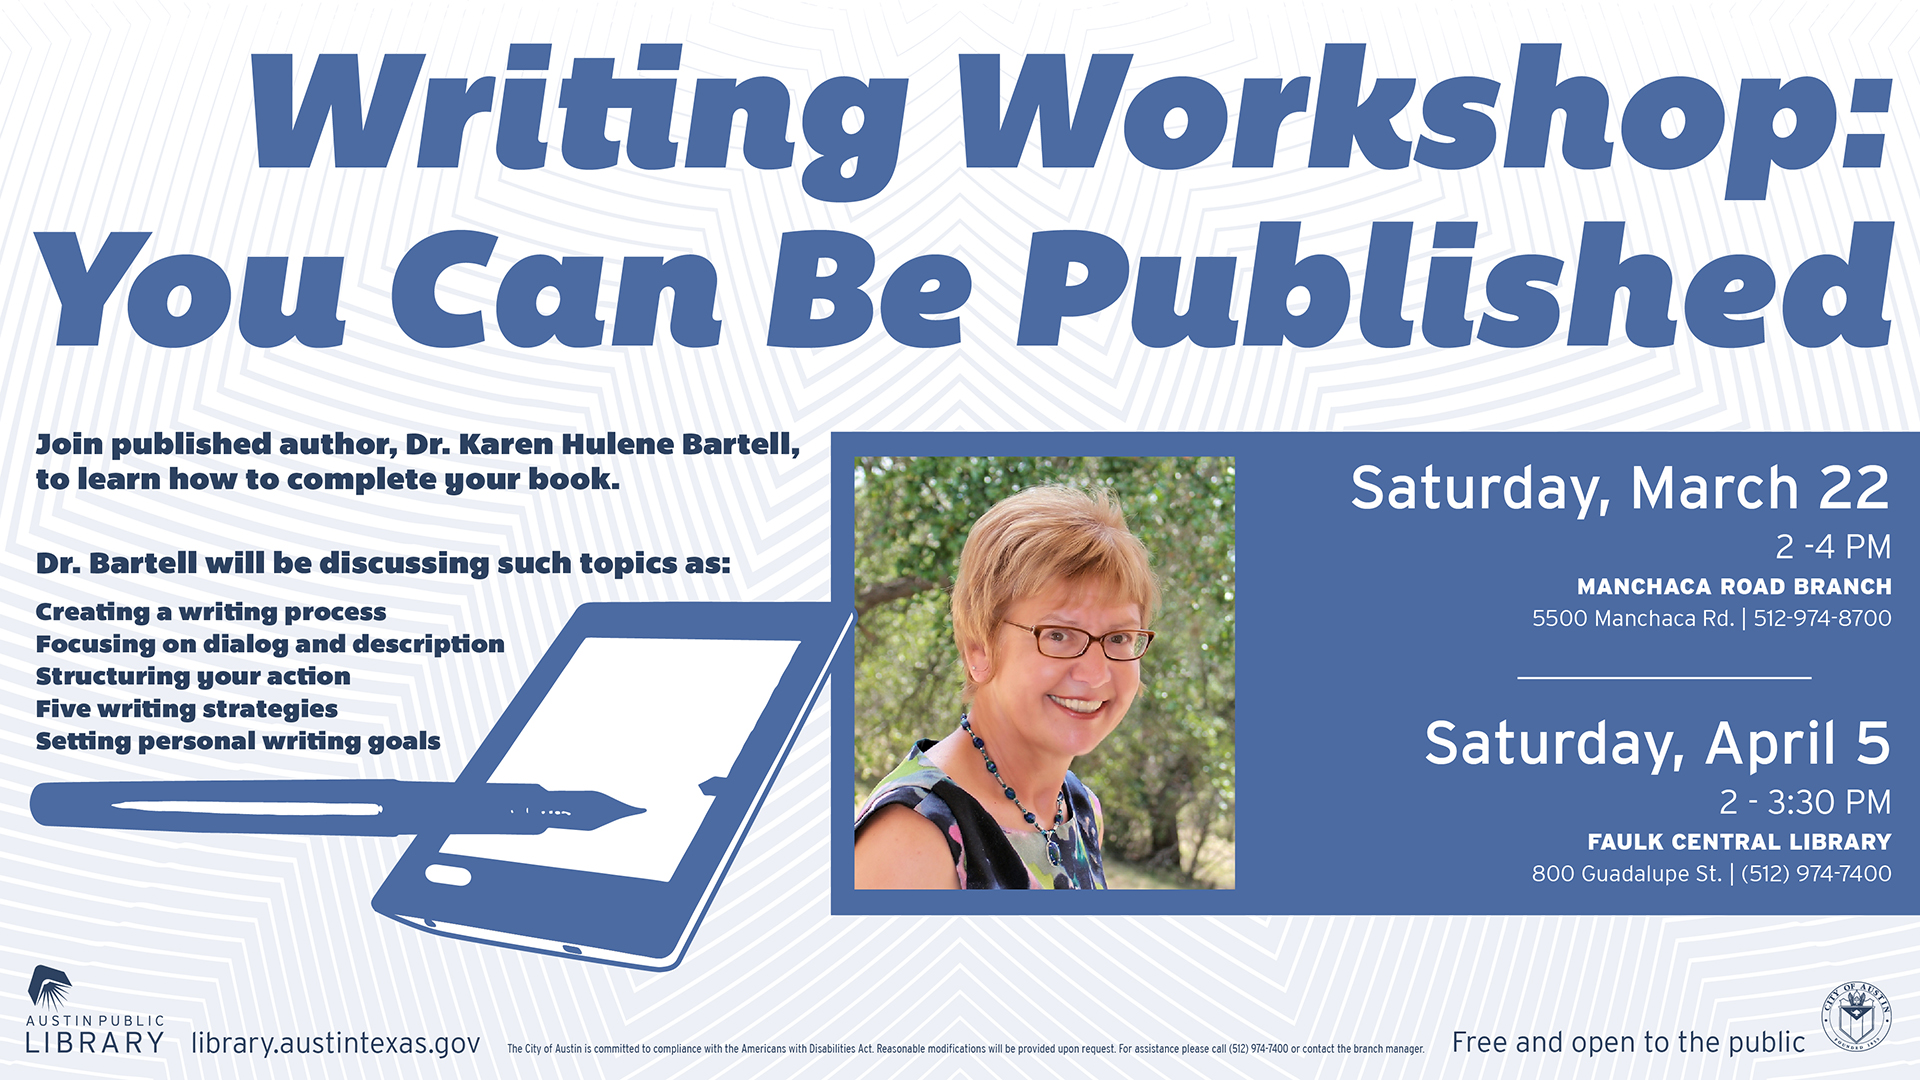 Writing Workshop:
You Can Be Published
Join published author, Dr. Karen Hulene Bartell,
to learn how to complete your book.
Dr. Bartell will be discussing such topics as:
Creating a writing process
Focusing on dialog and description
Structuring your action
Five writing strategies
Setting personal writing goals
Saturday, March 22
2 -4 PM
MANCHACA ROAD BRANCH
5500 Manchaca Rd. | 512-974-8700
Saturday, April 5
2 - 3:30 PM
FAULK CENTRAL LIBRARY
800 Guadalupe St. | (512) 974-7400
AUSTIN PUBLIC
LIBRARY
library.austintexas.gov
The City of Austin is committed to compliance with the Americans with Disabilities Act. Reasonable modifications will be provided upon request. For assistance please call (512) 974-7400 or contact the branch manager.
Free and open to the public
CITY OF AUSTIN
FOUNDED 1839